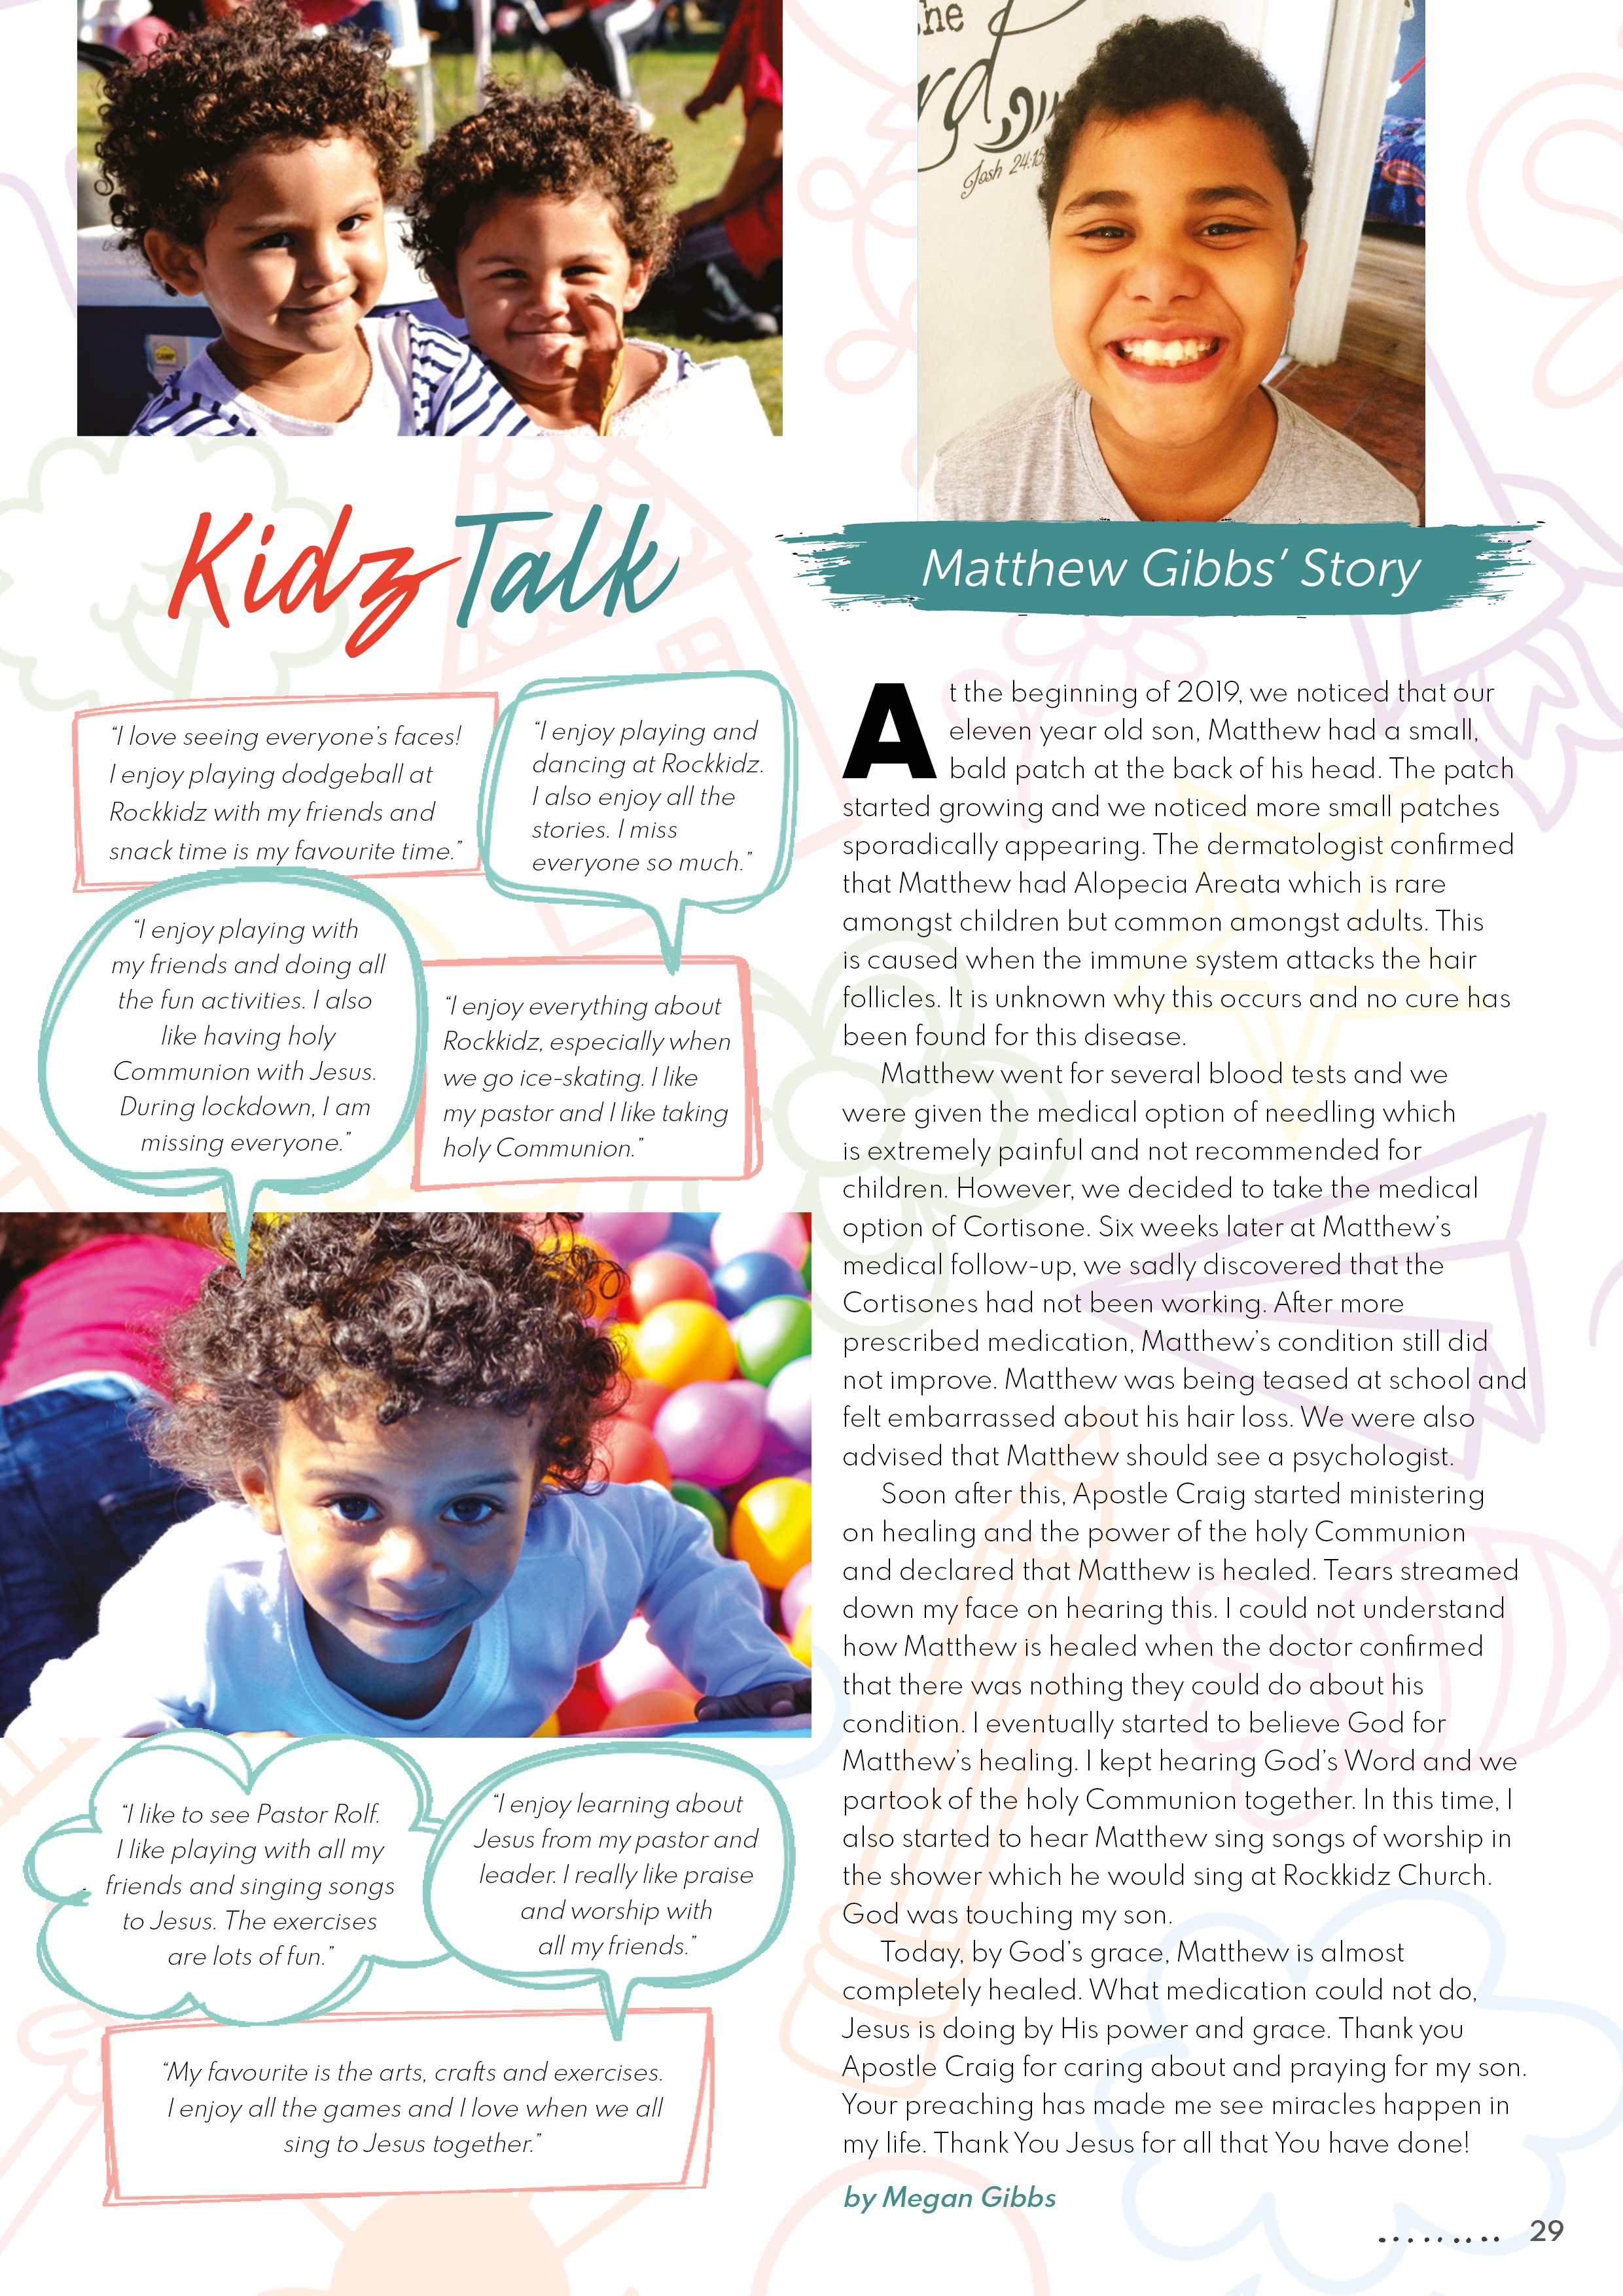 he
rd
Josh 24:15
Kidz Talk
"I love seeing everyone's faces!
I enjoy playing dodgeball at
Rockkidz with my friends and
snack time is my favourite time."
"I enjoy playing and
dancing at Rockkidz.
I also enjoy all the
stories. I miss
everyone so much."
"I enjoy playing with
my friends and doing all
the fun activities. I also
like having holy
Communion with Jesus.
During lockdown, I am
missing everyone."
"I enjoy everything about
Rockkidz, especially when
we go ice-skating. I like
my pastor and I like taking
holy Communion."
"I like to see Pastor Rolf.
I like playing with all my
friends and singing songs
to Jesus. The exercises
are lots of fun."
"I enjoy learning about
Jesus from my pastor and
leader. I really like praise
and worship with
all my friends."
"My favourite is the arts, crafts and exercises.
I enjoy all the games and I love when we all
sing to Jesus together."
Matthew Gibbs' Story
At the beginning of 2019, we noticed that our
eleven year old son, Matthew had a small,
bald patch at the back of his head. The patch
started growing and we noticed more small patches
sporadically appearing. The dermatologist confirmed
that Matthew had Alopecia Areata which is rare
amongst children but common amongst adults. This
is caused when the immune system attacks the hair
follicles. It is unknown why this occurs and no cure has
been found for this disease.
Matthew went for several blood tests and we
were given the medical option of needling which
is extremely painful and not recommended for
children. However, we decided to take the medical
option of Cortisone. Six weeks later at Matthew's
medical follow-up, we sadly discovered that the
Cortisones had not been working. After more
prescribed medication, Matthew's condition still did
not improve. Matthew was being teased at school and
felt embarrassed about his hair loss. We were also
advised that Matthew should see a psychologist.
Soon after this, Apostle Craig started ministering
on healing and the power of the holy Communion
and declared that Matthew is healed. Tears streamed
down my face on hearing this. I could not understand
how Matthew is healed when the doctor confirmed
that there was nothing they could do about his
condition. I eventually started to believe God for
Matthew's healing. I kept hearing God's Word and we
partook of the holy Communion together. In this time, I
also started to hear Matthew sing songs of worship in
the shower which he would sing at Rockkidz Church.
God was touching my son.
Today, by God's grace, Matthew is almost
completely healed. What medication could not do,
Jesus is doing by His power and grace. Thank you
Apostle Craig for caring about and praying for my son.
Your preaching has made me see miracles happen in
my life. Thank You Jesus for all that You have done!
by Megan Gibbs
29